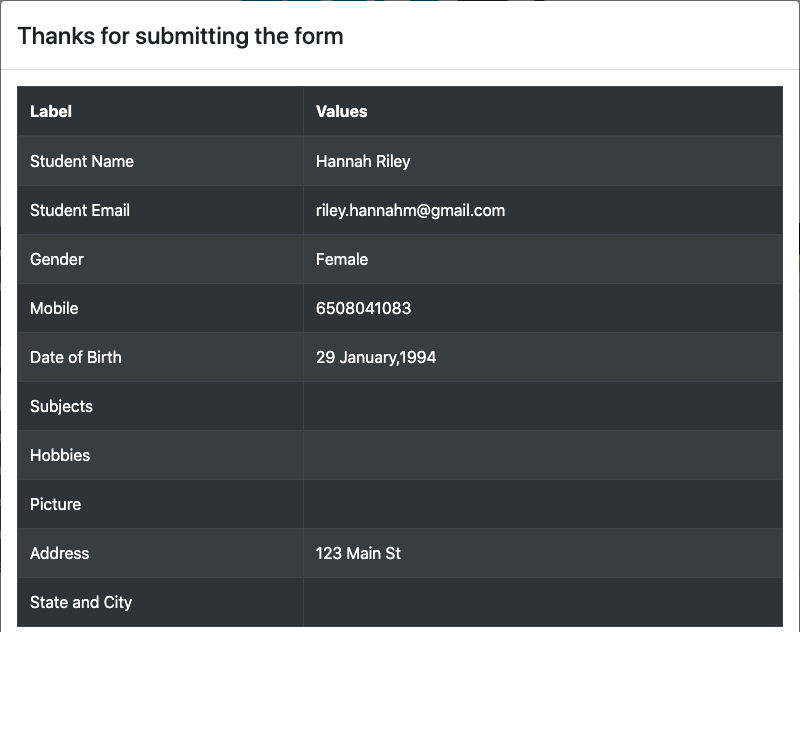 Thanks for submitting the form
Label Values
Student Name Hannah Riley
Student Email riley.hannahm@gmail.com
Gender Female
Mobile 6508041083
Date of Birth 29 January,1994
Subjects
Hobbies
Picture
Address 123 Main St
State and City